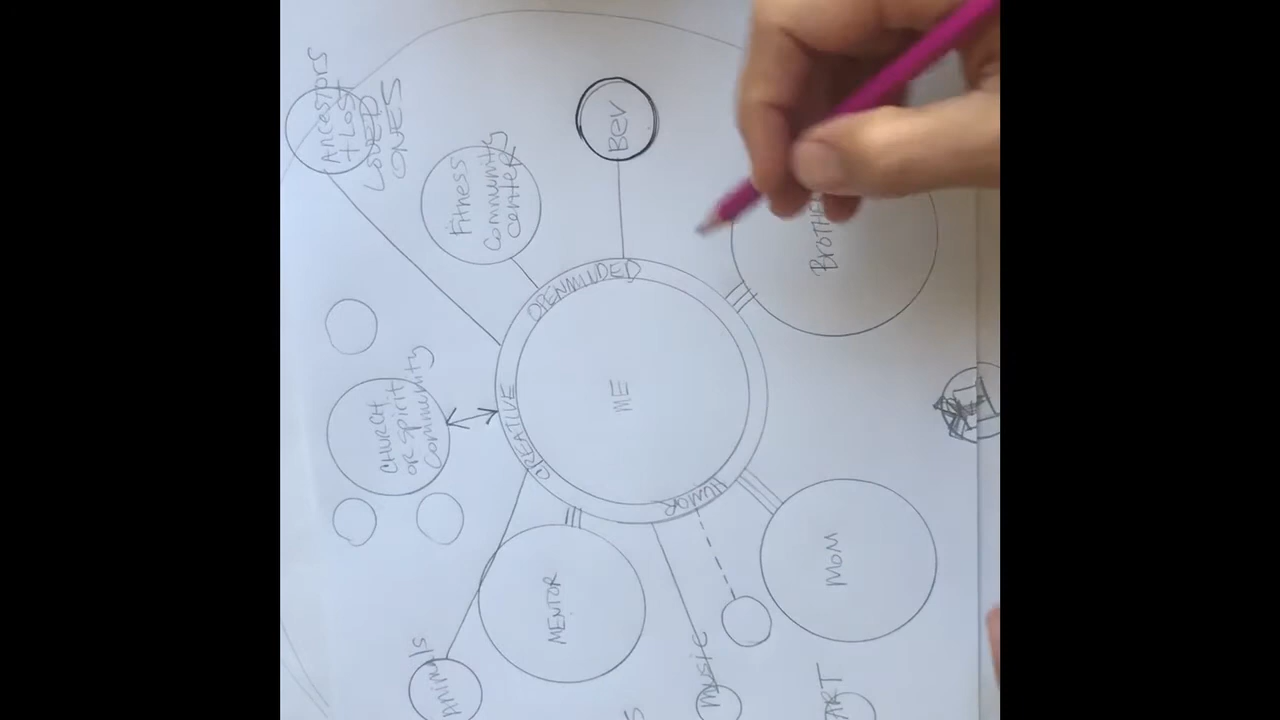 Ancestors
+ LOST
LOVED
ONES
Fitness
Community
Center
Bev
OPENMINDED
CREATIVE
HUMOR
ME
CHURCH
OR Spirit
Community
MENTOR
MOM
Animals
Music
ART